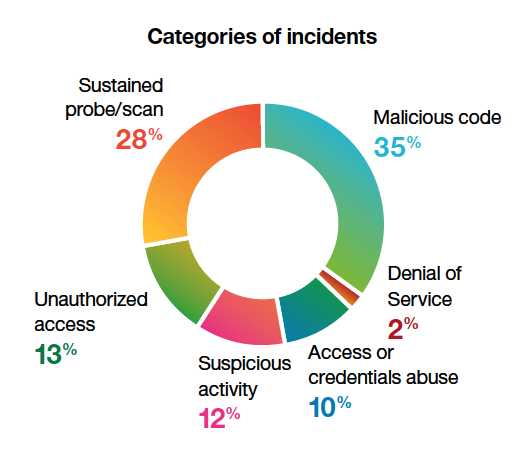 Categories of incidents
Sustained
probe/scan
28%
Malicious code
35%
Denial of
Service
2%
Access or
credentials abuse
10%
Suspicious
activity
12%
Unauthorized
access
13%